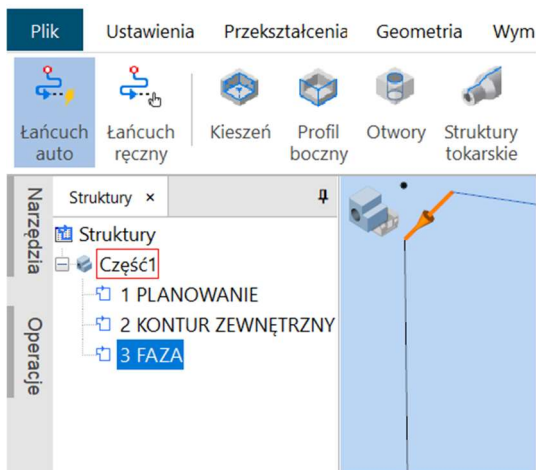 Plik Ustawienia Przekształcenia Geometria Wym
Łańcuch auto
Łańcuch ręczny
Kieszeń
Profil boczny
Otwory
Struktury tokarskie
Narzędzia
Operacje
Struktury ×
Struktury
Część1
1 PLANOWANIE
2 KONTUR ZEWNĘTRZNY
3 FAZA